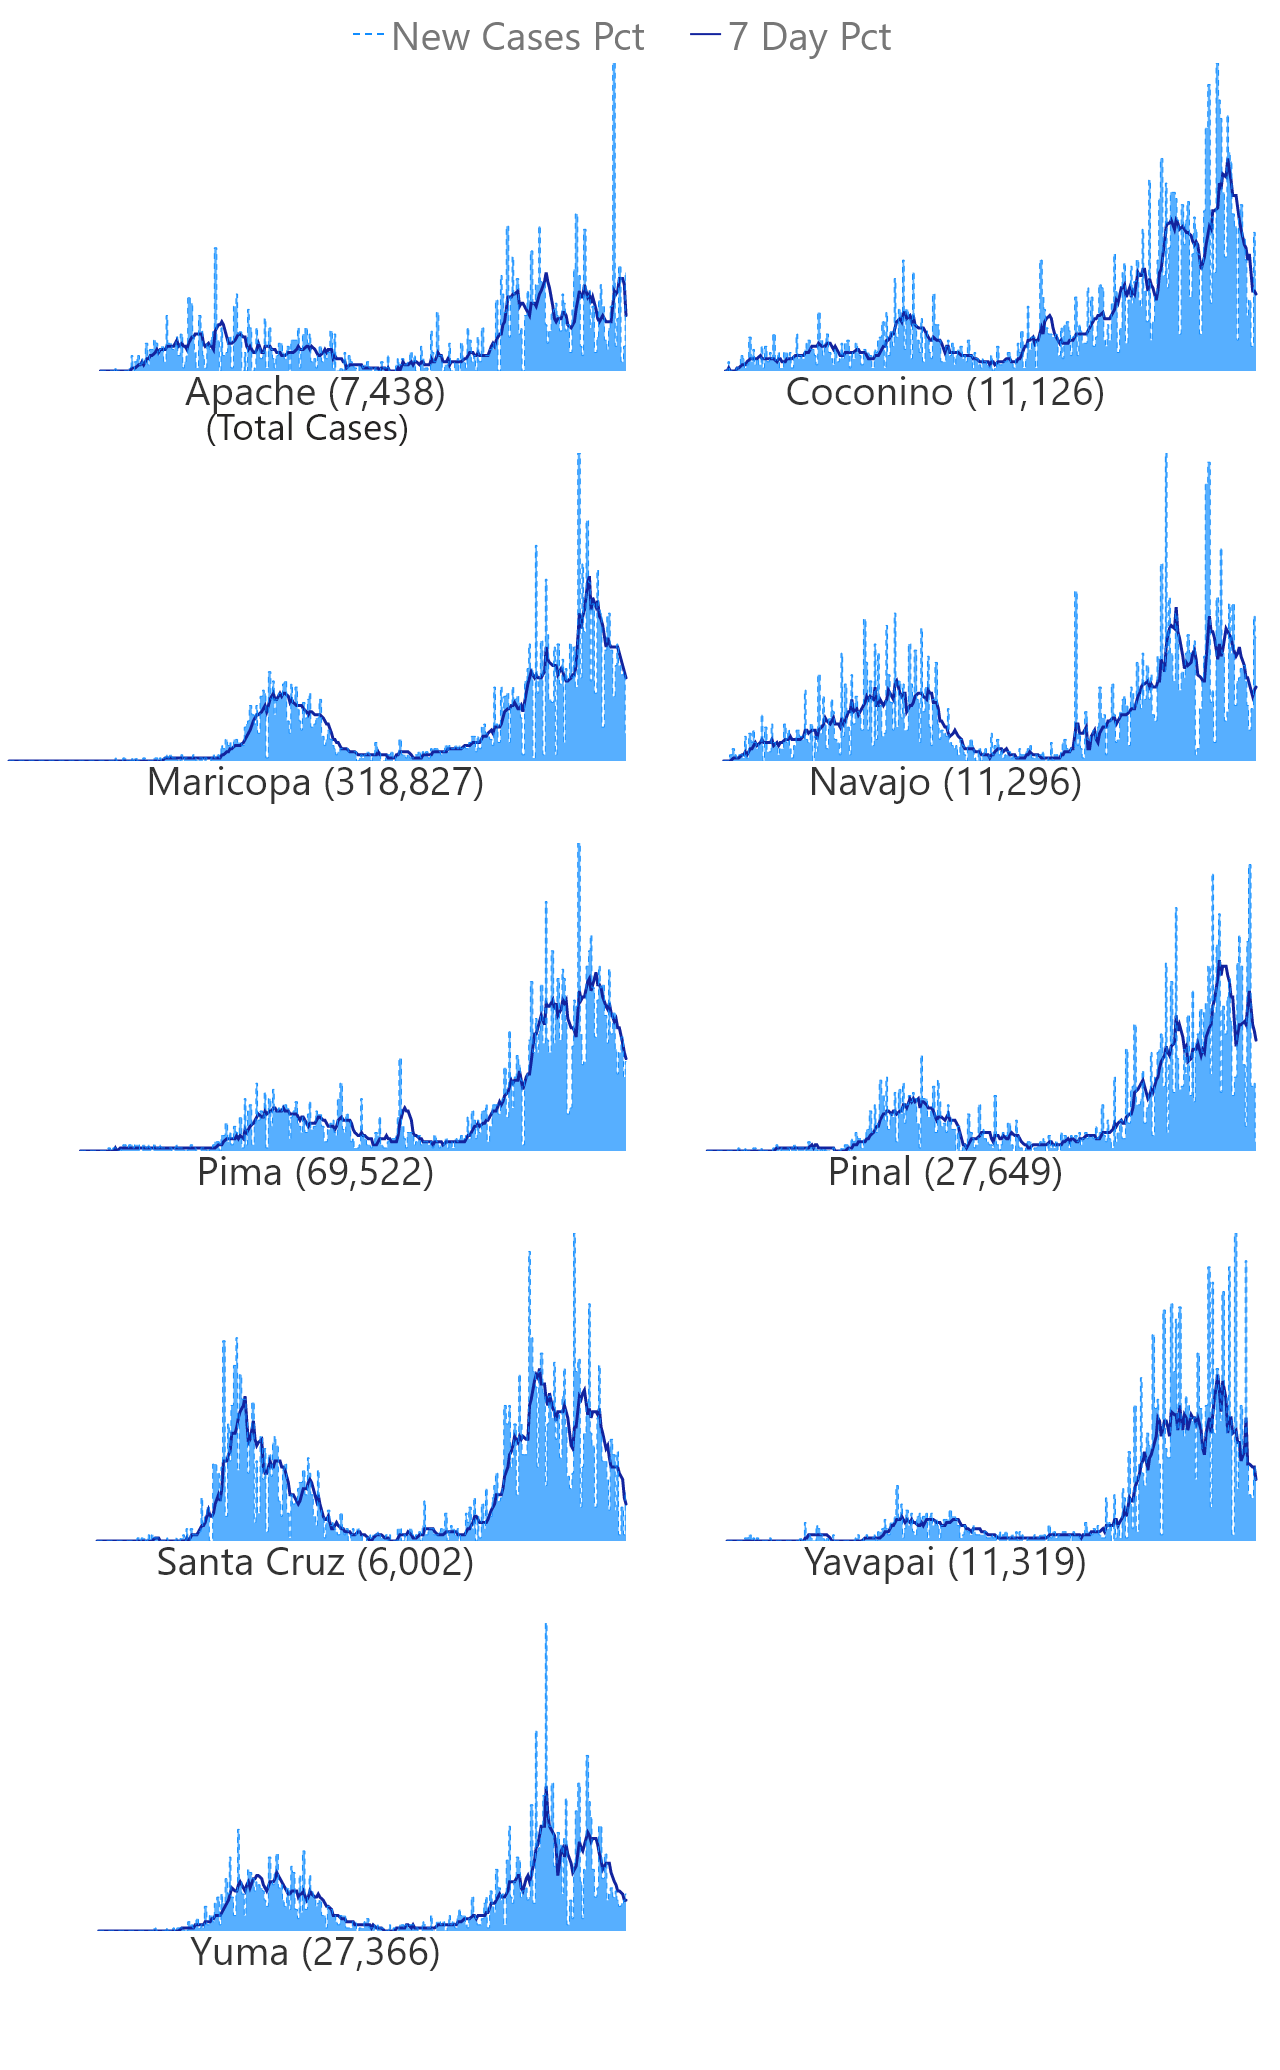 New Cases Pct 7 Day Pct
Apache (7,438) Coconino (11,126)
(Total Cases)
Maricopa (318,827) Navajo (11,296)
Pima (69,522) Pinal (27,649)
Santa Cruz (6,002) Yavapai (11,319)
Yuma (27,366)